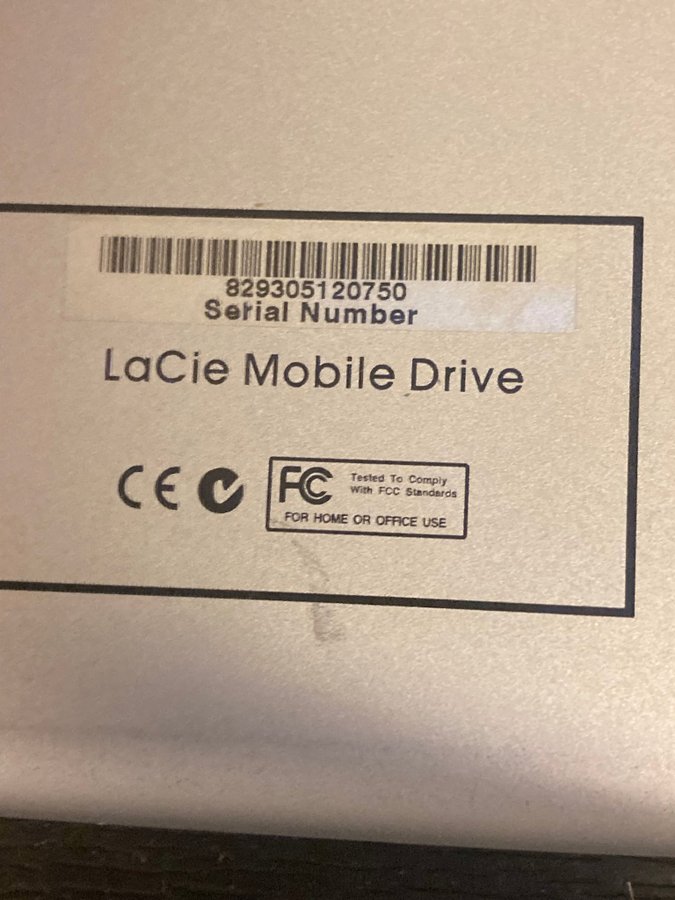 829305120750
Serial Number
LaCie Mobile Drive
CE
FC Tested To Comply
With FCC Standards
FOR HOME OR OFFICE USE